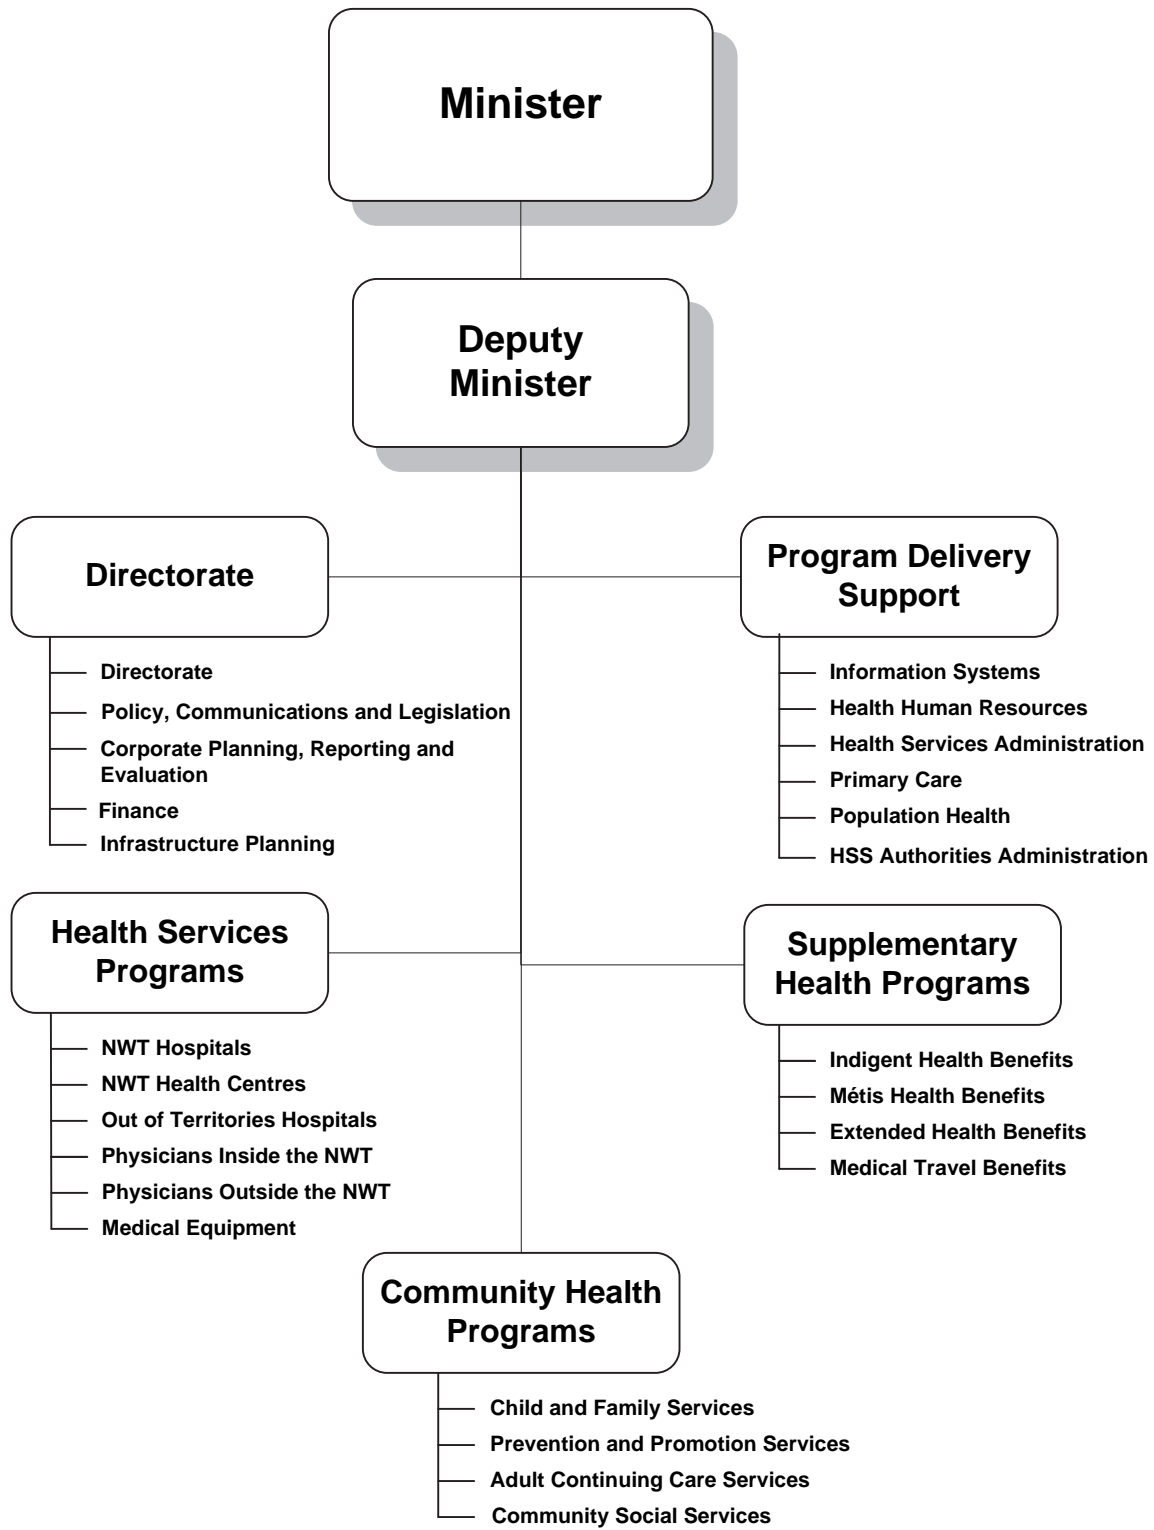 Minister
Deputy
Minister
Directorate
Directorate
Policy, Communications and Legislation
Corporate Planning, Reporting and
Evaluation
Finance
Infrastructure Planning
Program Delivery
Support
Information Systems
Health Human Resources
Health Services Administration
Primary Care
Population Health
HSS Authorities Administration
Health Services
Programs
NWT Hospitals
NWT Health Centres
Out of Territories Hospitals
Physicians Inside the NWT
Physicians Outside the NWT
Medical Equipment
Supplementary
Health Programs
Indigent Health Benefits
Métis Health Benefits
Extended Health Benefits
Medical Travel Benefits
Community Health
Programs
Child and Family Services
Prevention and Promotion Services
Adult Continuing Care Services
Community Social Services